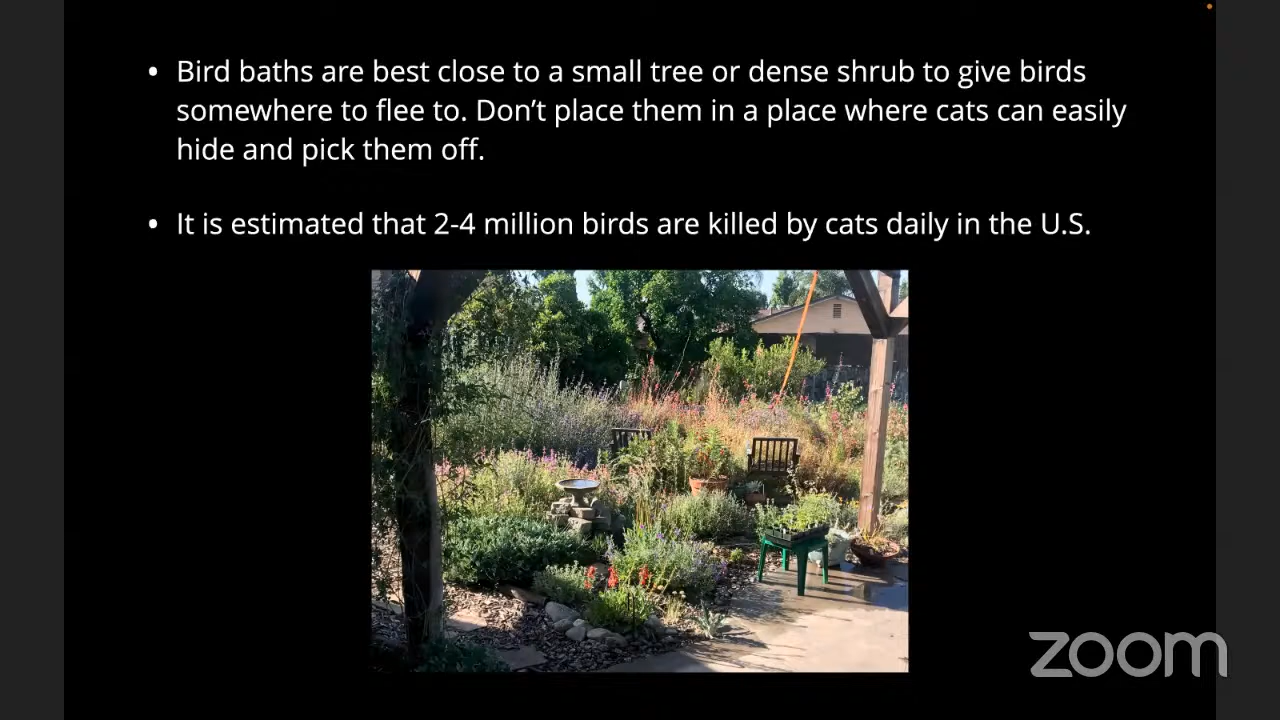 • Bird baths are best close to a small tree or dense shrub to give birds
somewhere to flee to. Don’t place them in a place where cats can easily
hide and pick them off.
• It is estimated that 2-4 million birds are killed by cats daily in the U.S.
zoom